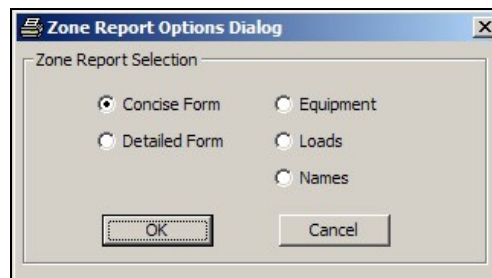 Zone Report Options Dialog
Zone Report Selection
Concise Form
Equipment
Detailed Form
Loads
Names
OK
Cancel